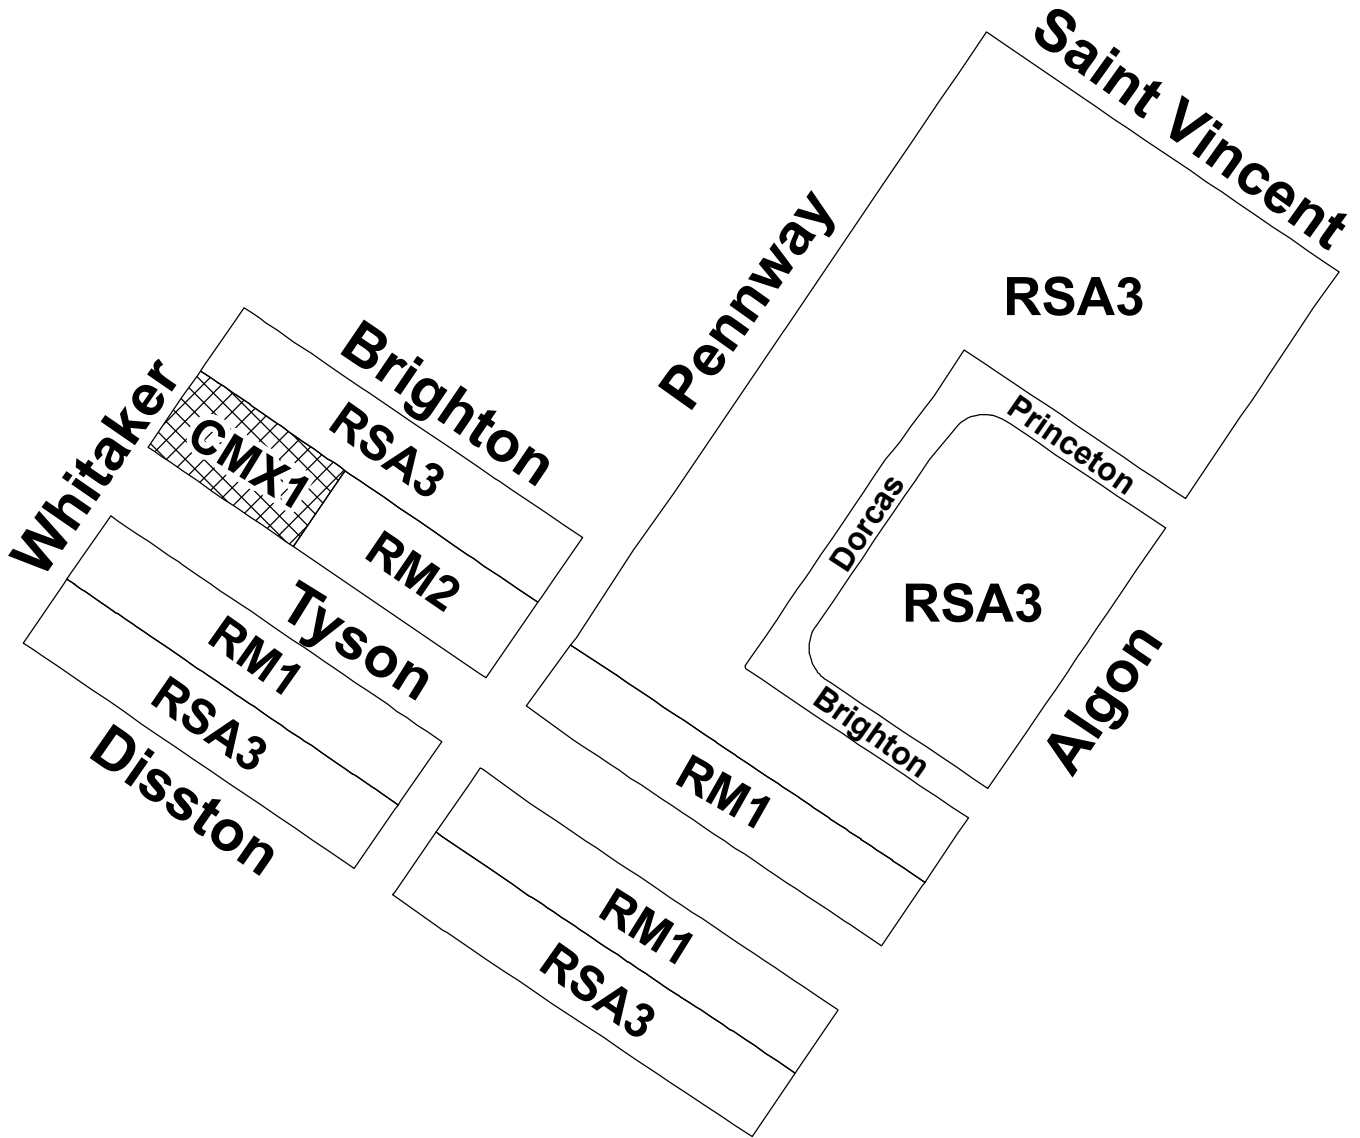 Saint Vincent
Pennway
RSA3
Brighton
Whitaker
RSA3
CMX1
Princeton
Dorcas
RM2
RSA3
Tyson
RM1
RSA3
Algon
Brighton
Disston
RM1
RM1
RSA3